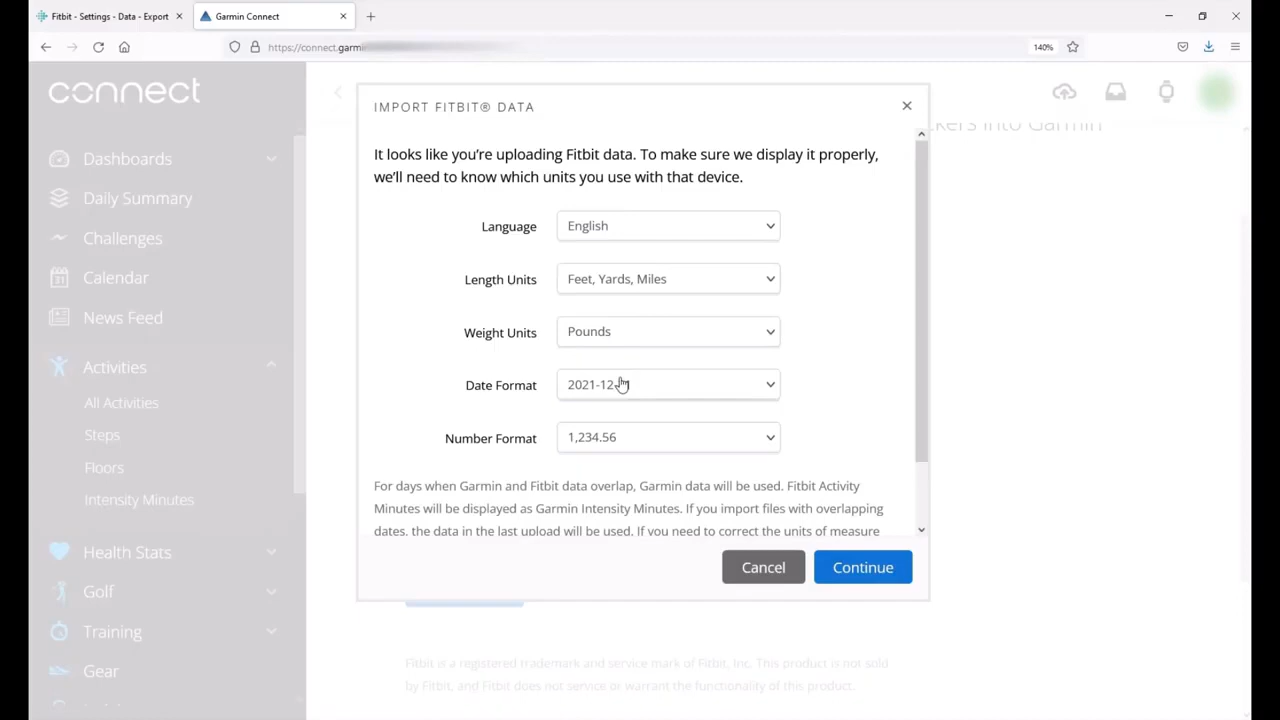 Fitbit - Settings - Data - Export
Garmin Connect
https://connect.garmi
140%
connect
Dashboards
Daily Summary
Challenges
31
Calendar
News Feed
Activities
All Activities
Steps
Floors
Intensity Minutes
Health Stats
Golf
Training
Gear
ckers into Garmin
IMPORT FITBIT® DATA
It looks like you're uploading Fitbit data. To make sure we display it properly,
we'll need to know which units you use with that device.
Language English
Length Units Feet, Yards, Miles
Weight Units Pounds
Date Format 2021-12-
Number Format 1,234.56
For days when Garmin and Fitbit data overlap, Garmin data will be used. Fitbit Activity
Minutes will be displayed as Garmin Intensity Minutes. If you import files with overlapping
dates, the data in the last upload will be used. If you need to correct the units of measure
Cancel
Continue
Fitbit is a registered trademark and service mark of Fitbit, Inc. This product is not sold
by Fitbit, and Fitbit does not service or warrant the functionality of this product.